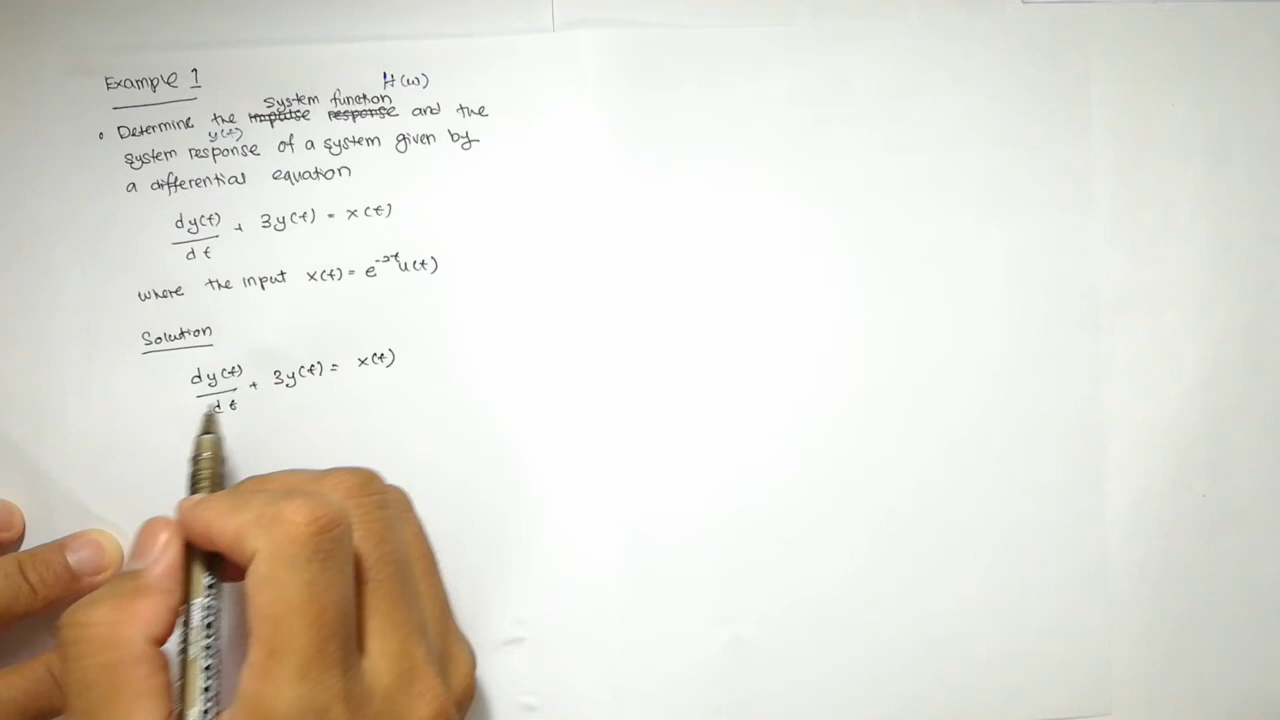 Example 1
H(ω)
system function
• Determine the impulse response and the
y(t)
system response of a system given by
a differential equation
dy(t)/dt + 3y(t) = x(t)
where the input x(t) = e^-2t u(t)
Solution
dy(t)/dt + 3y(t) = x(t)